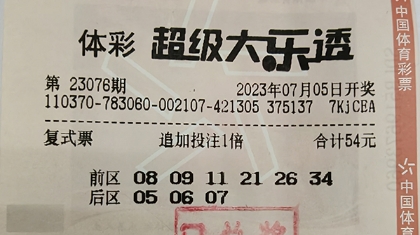 体彩 超级大乐透
第 23076期 2023年07月05日开奖
110370-783060-002107-421305 375137 7KjCBA
复式票 追加投注1倍 合计54元
前区 08 09 11 21 26 34
后区 05 06 07
中国体育彩票
中国体育